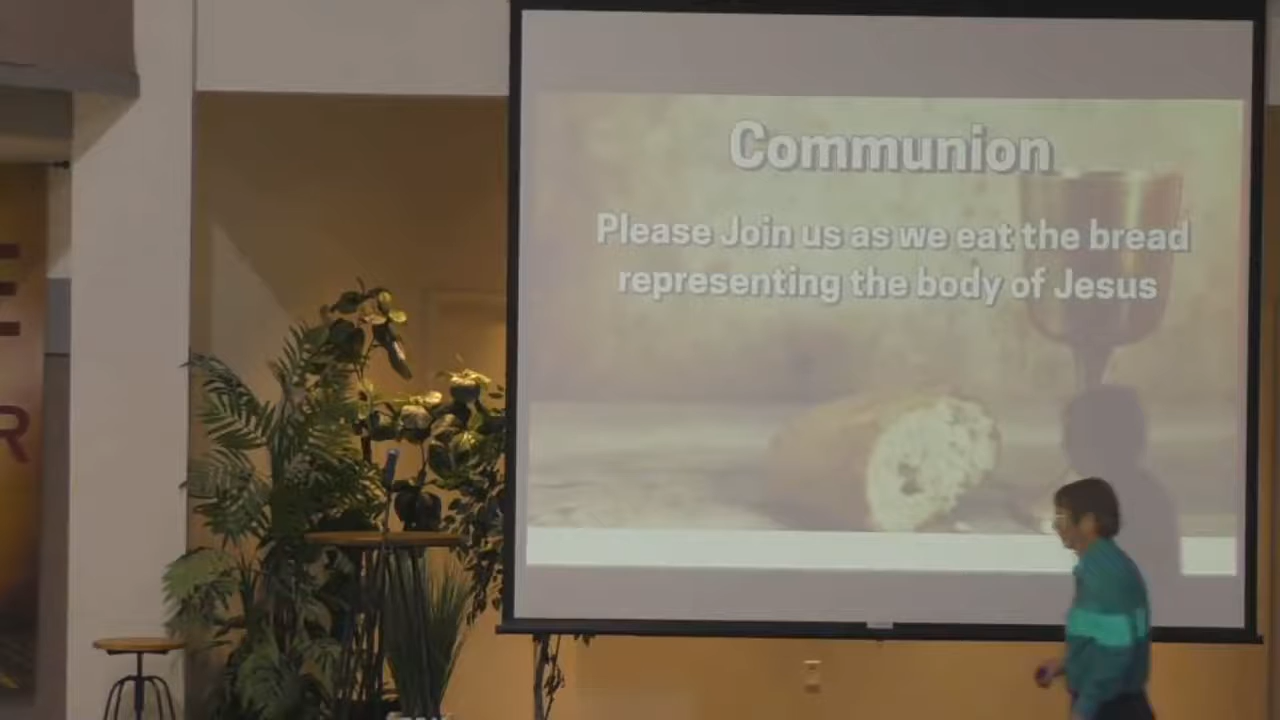 Communion
Please Join us as we eat the bread
representing the body of Jesus
E
R